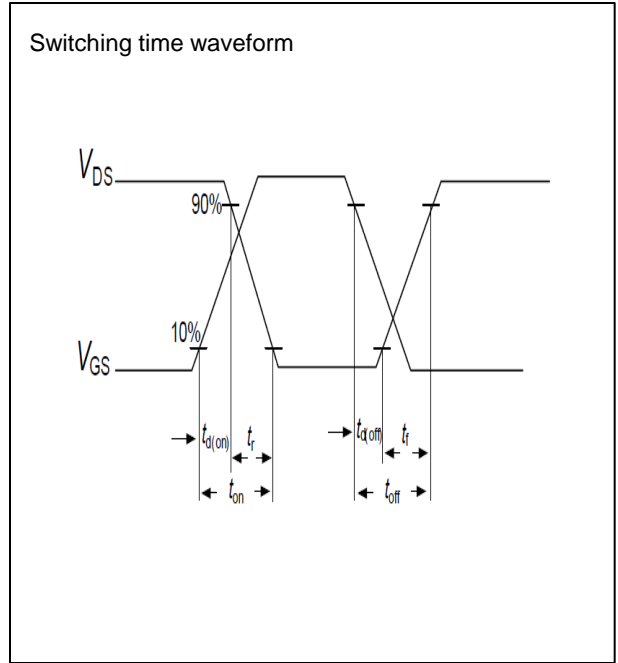 Switching time waveform
VDS
90%
10%
VGS
td(on) tr td(off) tf
ton toff